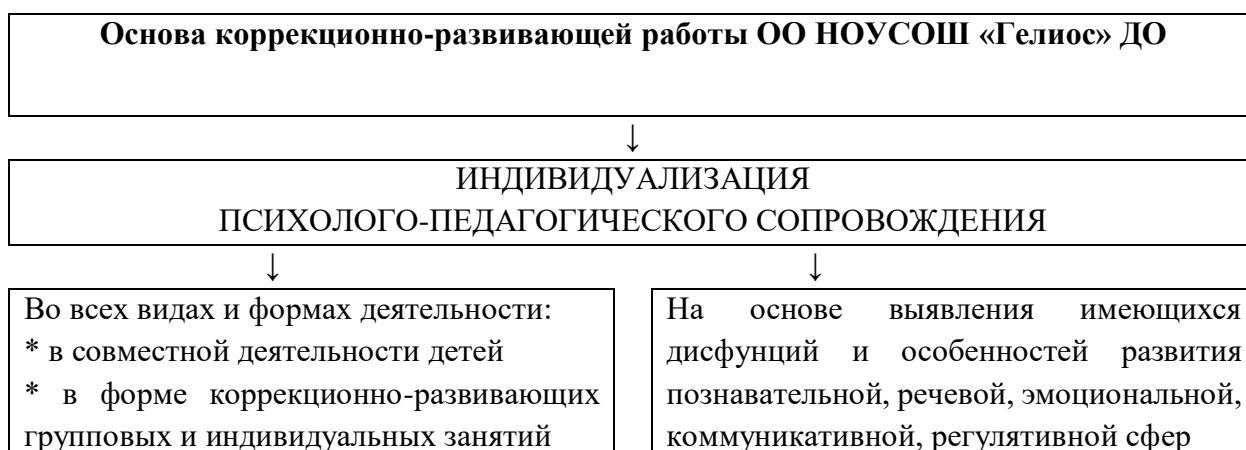 Основа коррекционно-развивающей работы ОО НОУСОШ «Гелиос» ДО
↓
ИНДИВИДУАЛИЗАЦИЯ
ПСИХОЛОГО-ПЕДАГОГИЧЕСКОГО СОПРОВОЖДЕНИЯ
↓ ↓
Во всех видах и формах деятельности:
* в совместной деятельности детей
* в форме коррекционно-развивающих
групповых и индивидуальных занятий
На основе выявления имеющихся
дисфунций и особенностей развития
познавательной, речевой, эмоциональной,
коммуникативной, регулятивной сфер